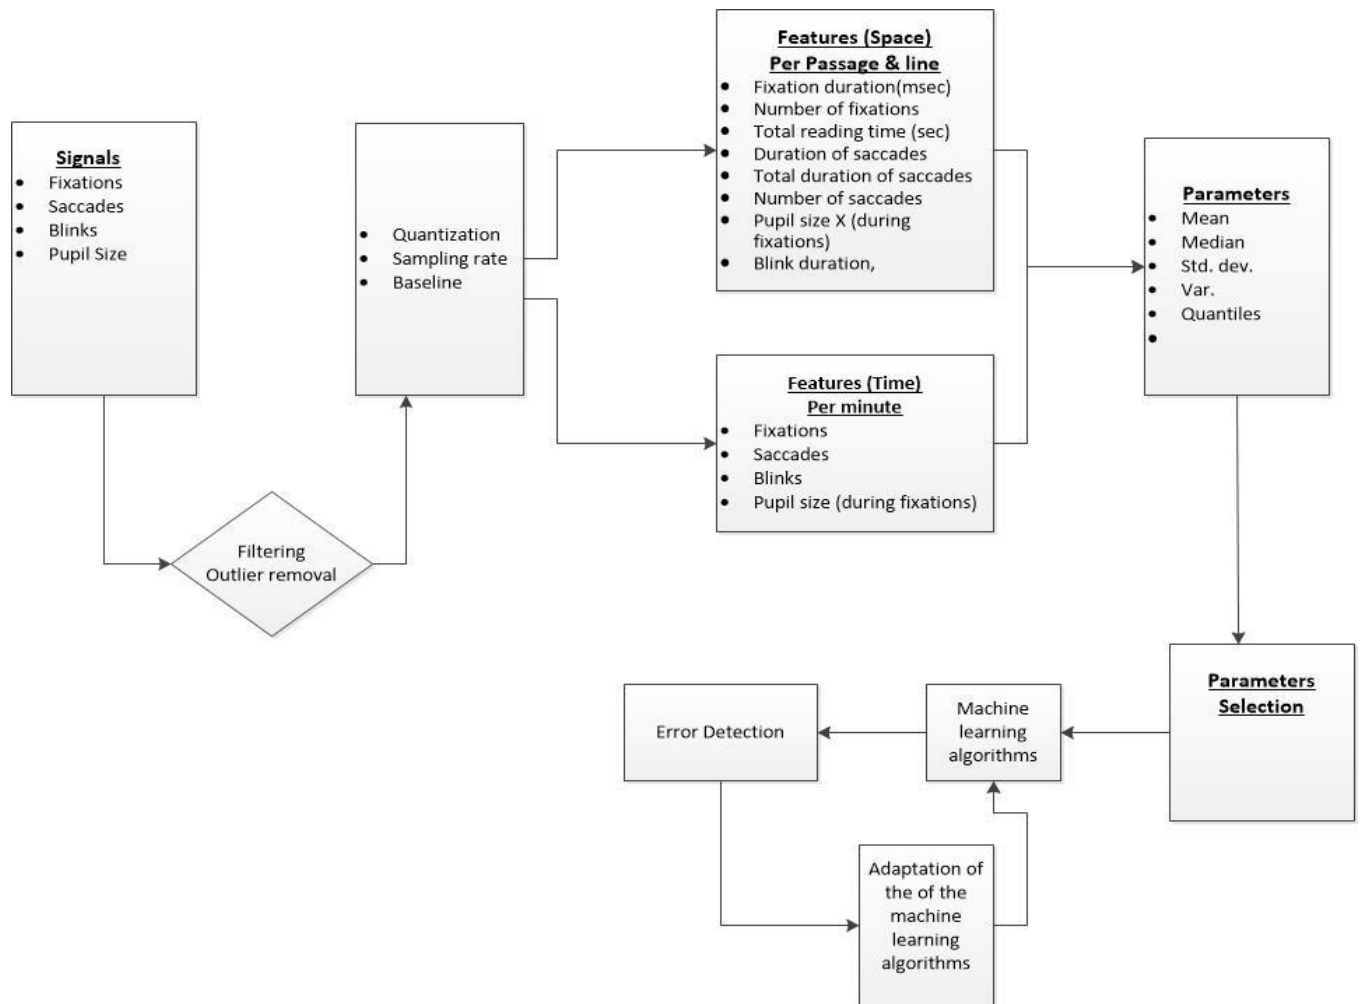 Signals
• Fixations
• Saccades
• Blinks
• Pupil Size
Filtering
Outlier removal
• Quantization
• Sampling rate
• Baseline
Features (Space)
Per Passage & line
• Fixation duration(msec)
• Number of fixations
• Total reading time (sec)
• Duration of saccades
• Total duration of saccades
• Number of saccades
• Pupil size X (during
fixations)
• Blink duration,
Features (Time)
Per minute
• Fixations
• Saccades
• Blinks
• Pupil size (during fixations)
Parameters
• Mean
• Median
• Std. dev.
• Var.
• Quantiles
•
Parameters
Selection
Machine
learning
algorithms
Error Detection
Adaptation of
the of the
machine
learning
algorithms